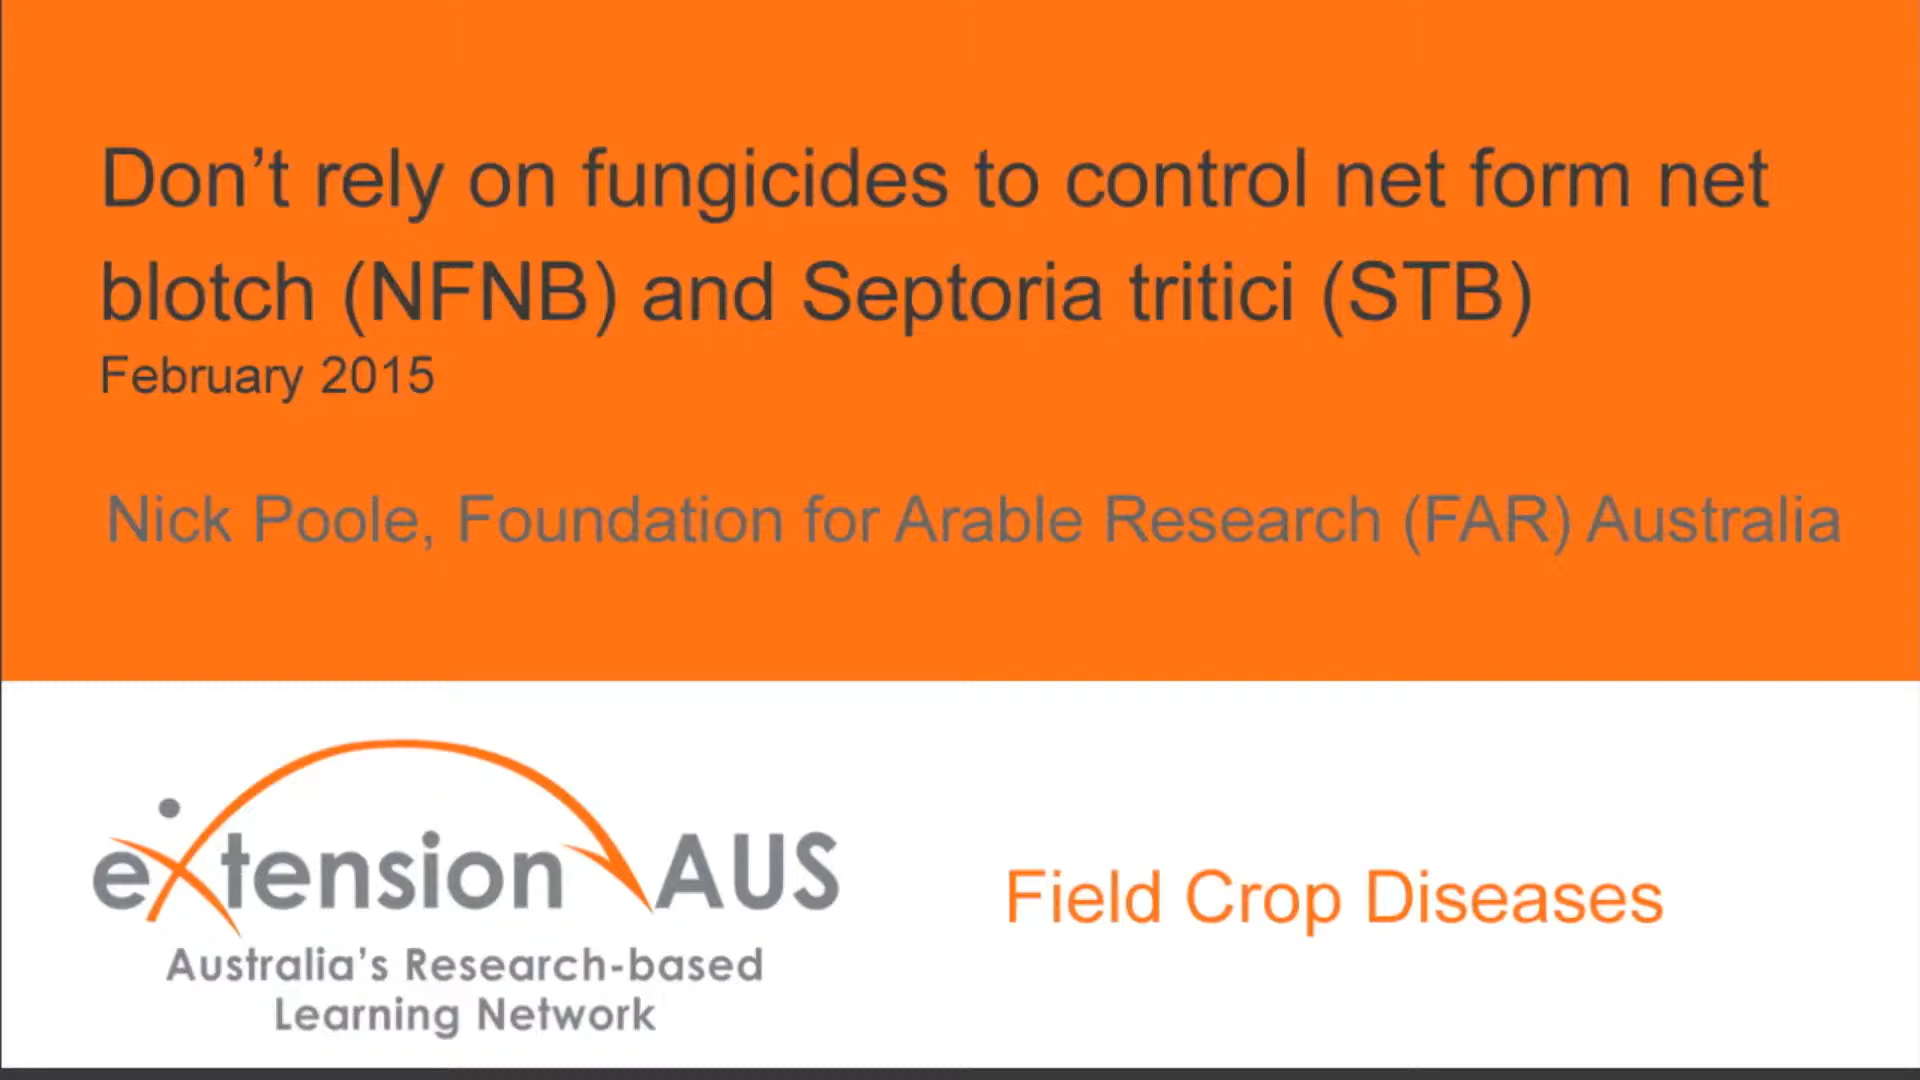 Don’t rely on fungicides to control net form net
blotch (NFNB) and Septoria tritici (STB)
February 2015
Nick Poole, Foundation for Arable Research (FAR) Australia
extension AUS
Australia’s Research-based
Learning Network
Field Crop Diseases